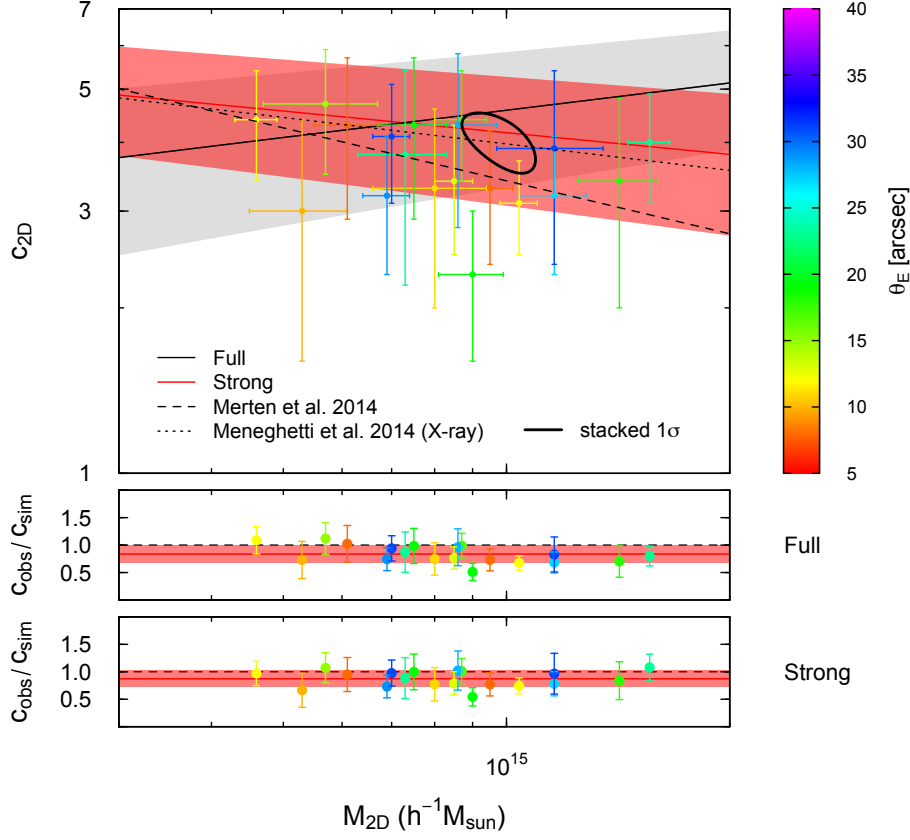 7
5
3
1
c2D
Full
Strong
Merten et al. 2014
Meneghetti et al. 2014 (X-ray)
stacked 1σ
40
35
30
25
20
15
10
5
θE [arcsec]
1.5
1.0
0.5
cobs/csim
Full
1.5
1.0
0.5
cobs/csim
Strong
10^15
M2D (h^-1Msun)